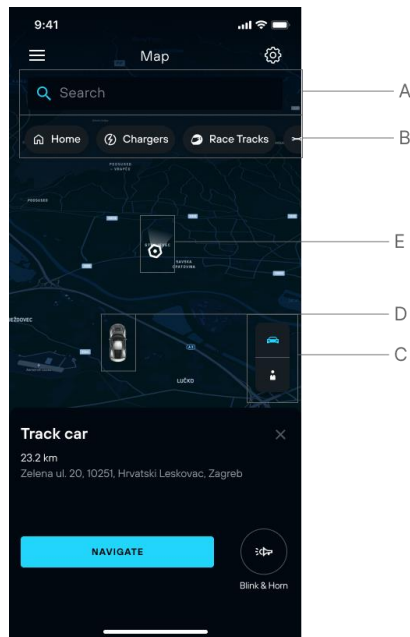 9:41
Map
Search
A
Home
Chargers
Race Tracks
B
E
D
C
LUČKO
Track car
23.2 km
Zelena ul. 20, 10251, Hrvatski Leskovac, Zagreb
NAVIGATE
Blink & Horn